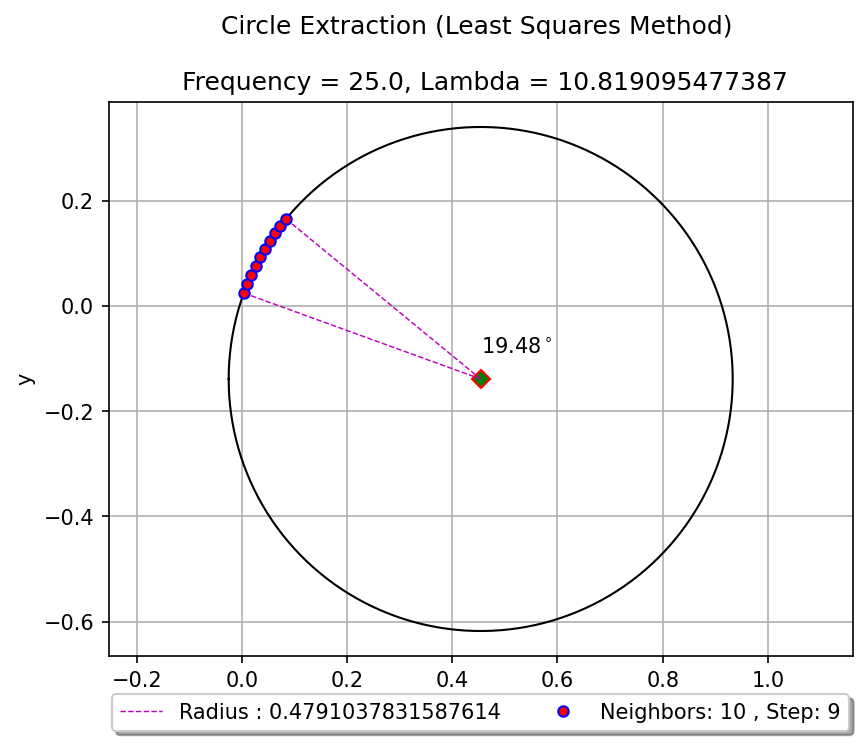 Circle Extraction (Least Squares Method)
Frequency = 25.0, Lambda = 10.819095477387
0.2
0.0
−0.2
−0.4
−0.6
y
19.48°
−0.2
0.0
0.2
0.4
0.6
0.8
1.0
Radius : 0.4791037831587614
Neighbors: 10 , Step: 9